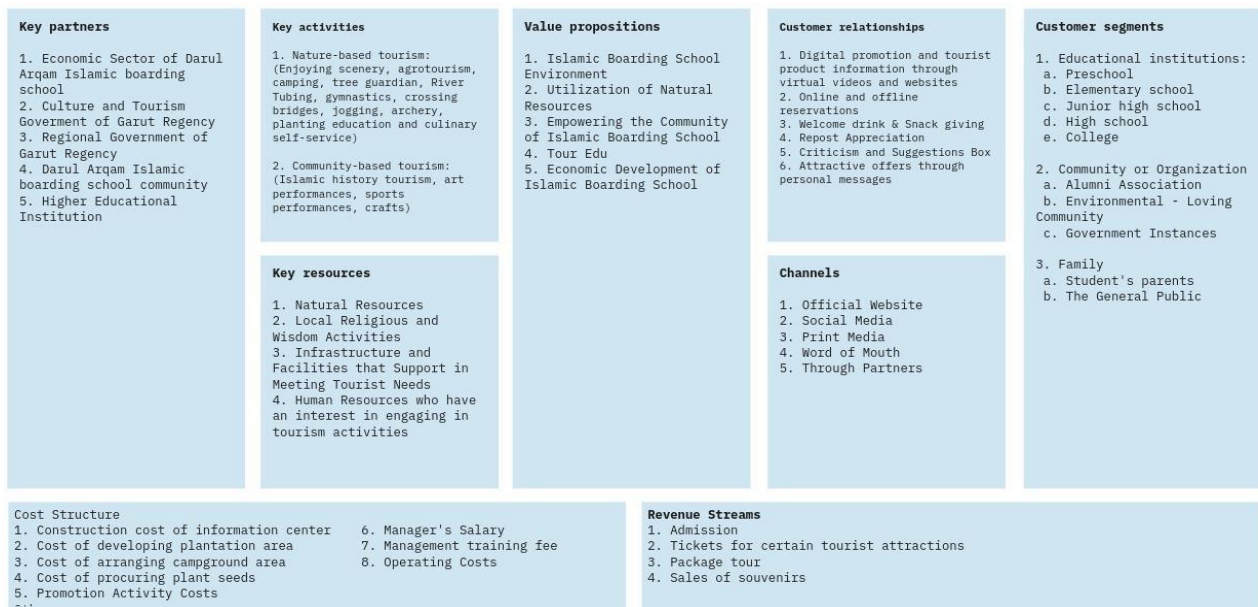 Key partners
1. Economic Sector of Darul
Arqam Islamic boarding
school
2. Culture and Tourism
Goverment of Garut Regency
3. Regional Government of
Garut Regency
4. Darul Arqam Islamic
boarding school community
5. Higher Educational
Institution
Key activities
1. Nature-based tourism:
(Enjoying scenery, agrotourism,
camping, tree guardian, River
Tubing, gymnastics, crossing
bridges, jogging, archery,
planting education and culinary
self-service)
2. Community-based tourism:
(Islamic history tourism, art
performances, sports
performances, crafts)
Key resources
1. Natural Resources
2. Local Religious and
Wisdom Activities
3. Infrastructure and
Facilities that Support in
Meeting Tourist Needs
4. Human Resources who have
an interest in engaging in
tourism activities
Value propositions
1. Islamic Boarding School
Environment
2. Utilization of Natural
Resources
3. Empowering the Community
of Islamic Boarding School
4. Tour Edu
5. Economic Development of
Islamic Boarding School
Customer relationships
1. Digital promotion and tourist
product information through
virtual videos and websites
2. Online and offline
reservations
3. Welcome drink & Snack giving
4. Repost Appreciation
5. Criticism and Suggestions Box
6. Attractive offers through
personal messages
Channels
1. Official Website
2. Social Media
3. Print Media
4. Word of Mouth
5. Through Partners
Customer segments
1. Educational institutions:
a. Preschool
b. Elementary school
c. Junior high school
d. High school
e. College
2. Community or Organization
a. Alumni Association
b. Environmental - Loving
Community
c. Government Instances
3. Family
a. Student's parents
b. The General Public
Cost Structure
1. Construction cost of information center
2. Cost of developing plantation area
3. Cost of arranging campground area
4. Cost of procuring plant seeds
5. Promotion Activity Costs
6. Manager's Salary
7. Management training fee
8. Operating Costs
Revenue Streams
1. Admission
2. Tickets for certain tourist attractions
3. Package tour
4. Sales of souvenirs